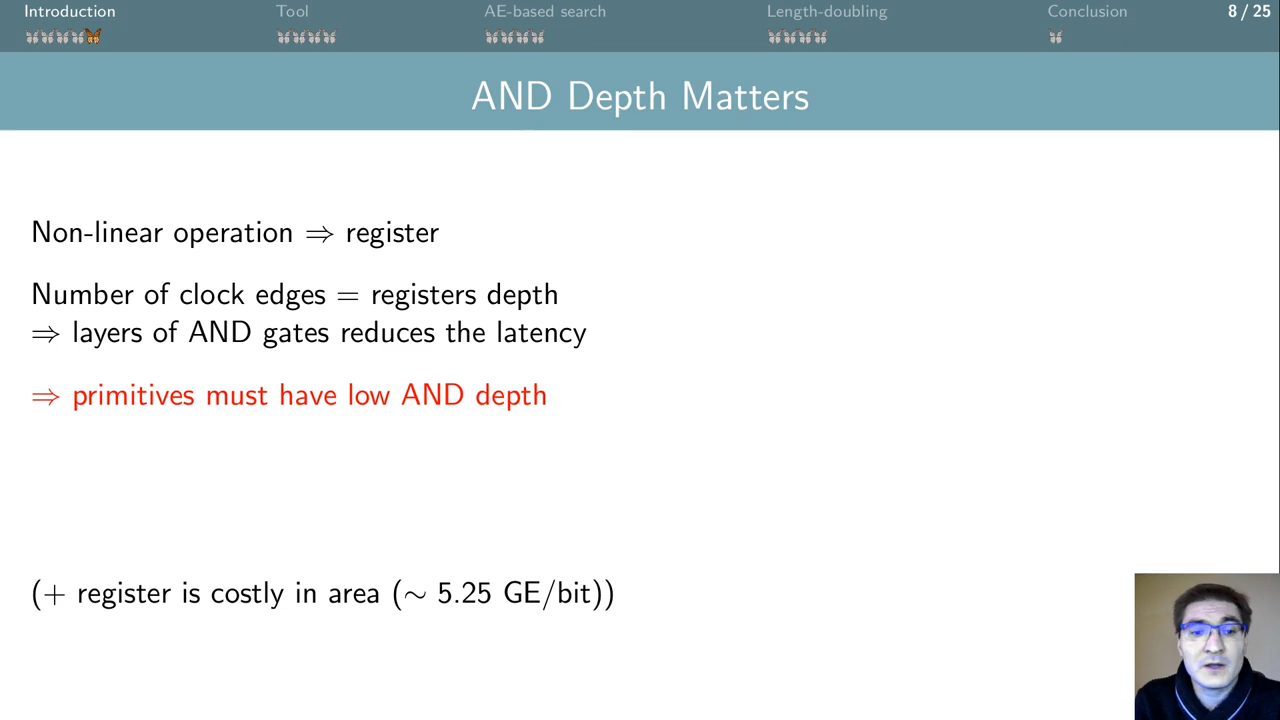 Introduction
Tool
AE-based search
Length-doubling
Conclusion
8 / 25
AND Depth Matters
Non-linear operation ⇒ register
Number of clock edges = registers depth
⇒ layers of AND gates reduces the latency
⇒ primitives must have low AND depth
(+ register is costly in area (∼ 5.25 GE/bit))